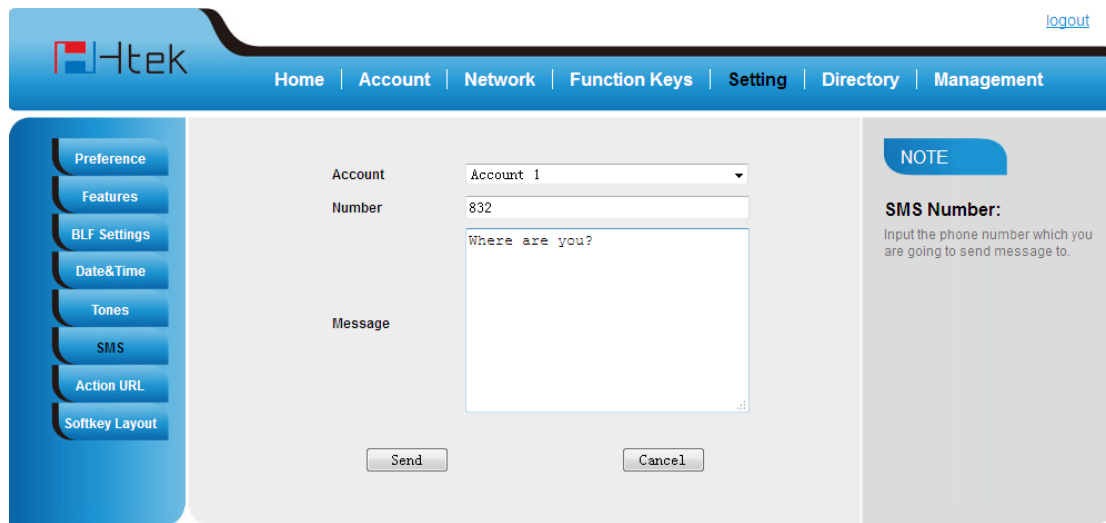 logout
Htek
Home Account Network Function Keys Setting Directory Management
Preference
Features
BLF Settings
Date&Time
Tones
SMS
Action URL
Softkey Layout
Account Account 1
Number 832
Message Where are you?
Send Cancel
NOTE
SMS Number:
Input the phone number which you
are going to send message to.